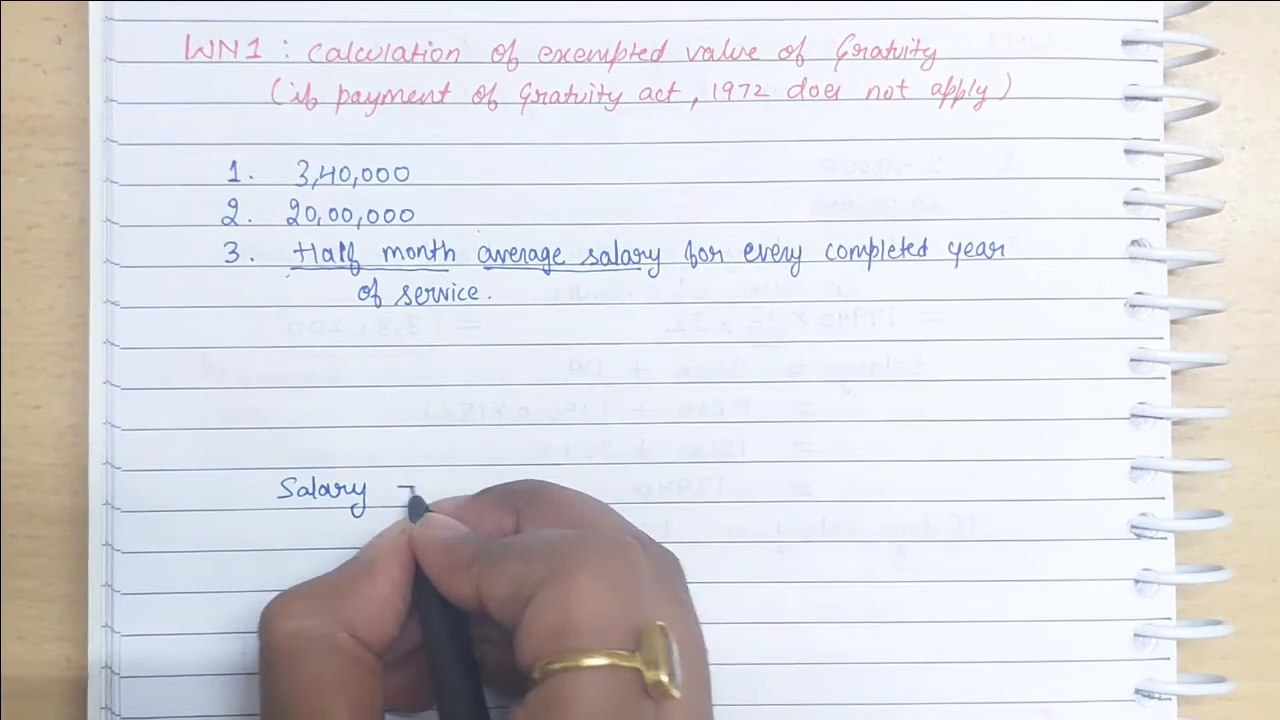 WN1 : Calculation of exempted value of Gratuity
(if payment of Gratuity act, 1972 does not apply)
1. 3,40,000
2. 20,00,000
3. Half month average salary for every completed year
of service.
Salary